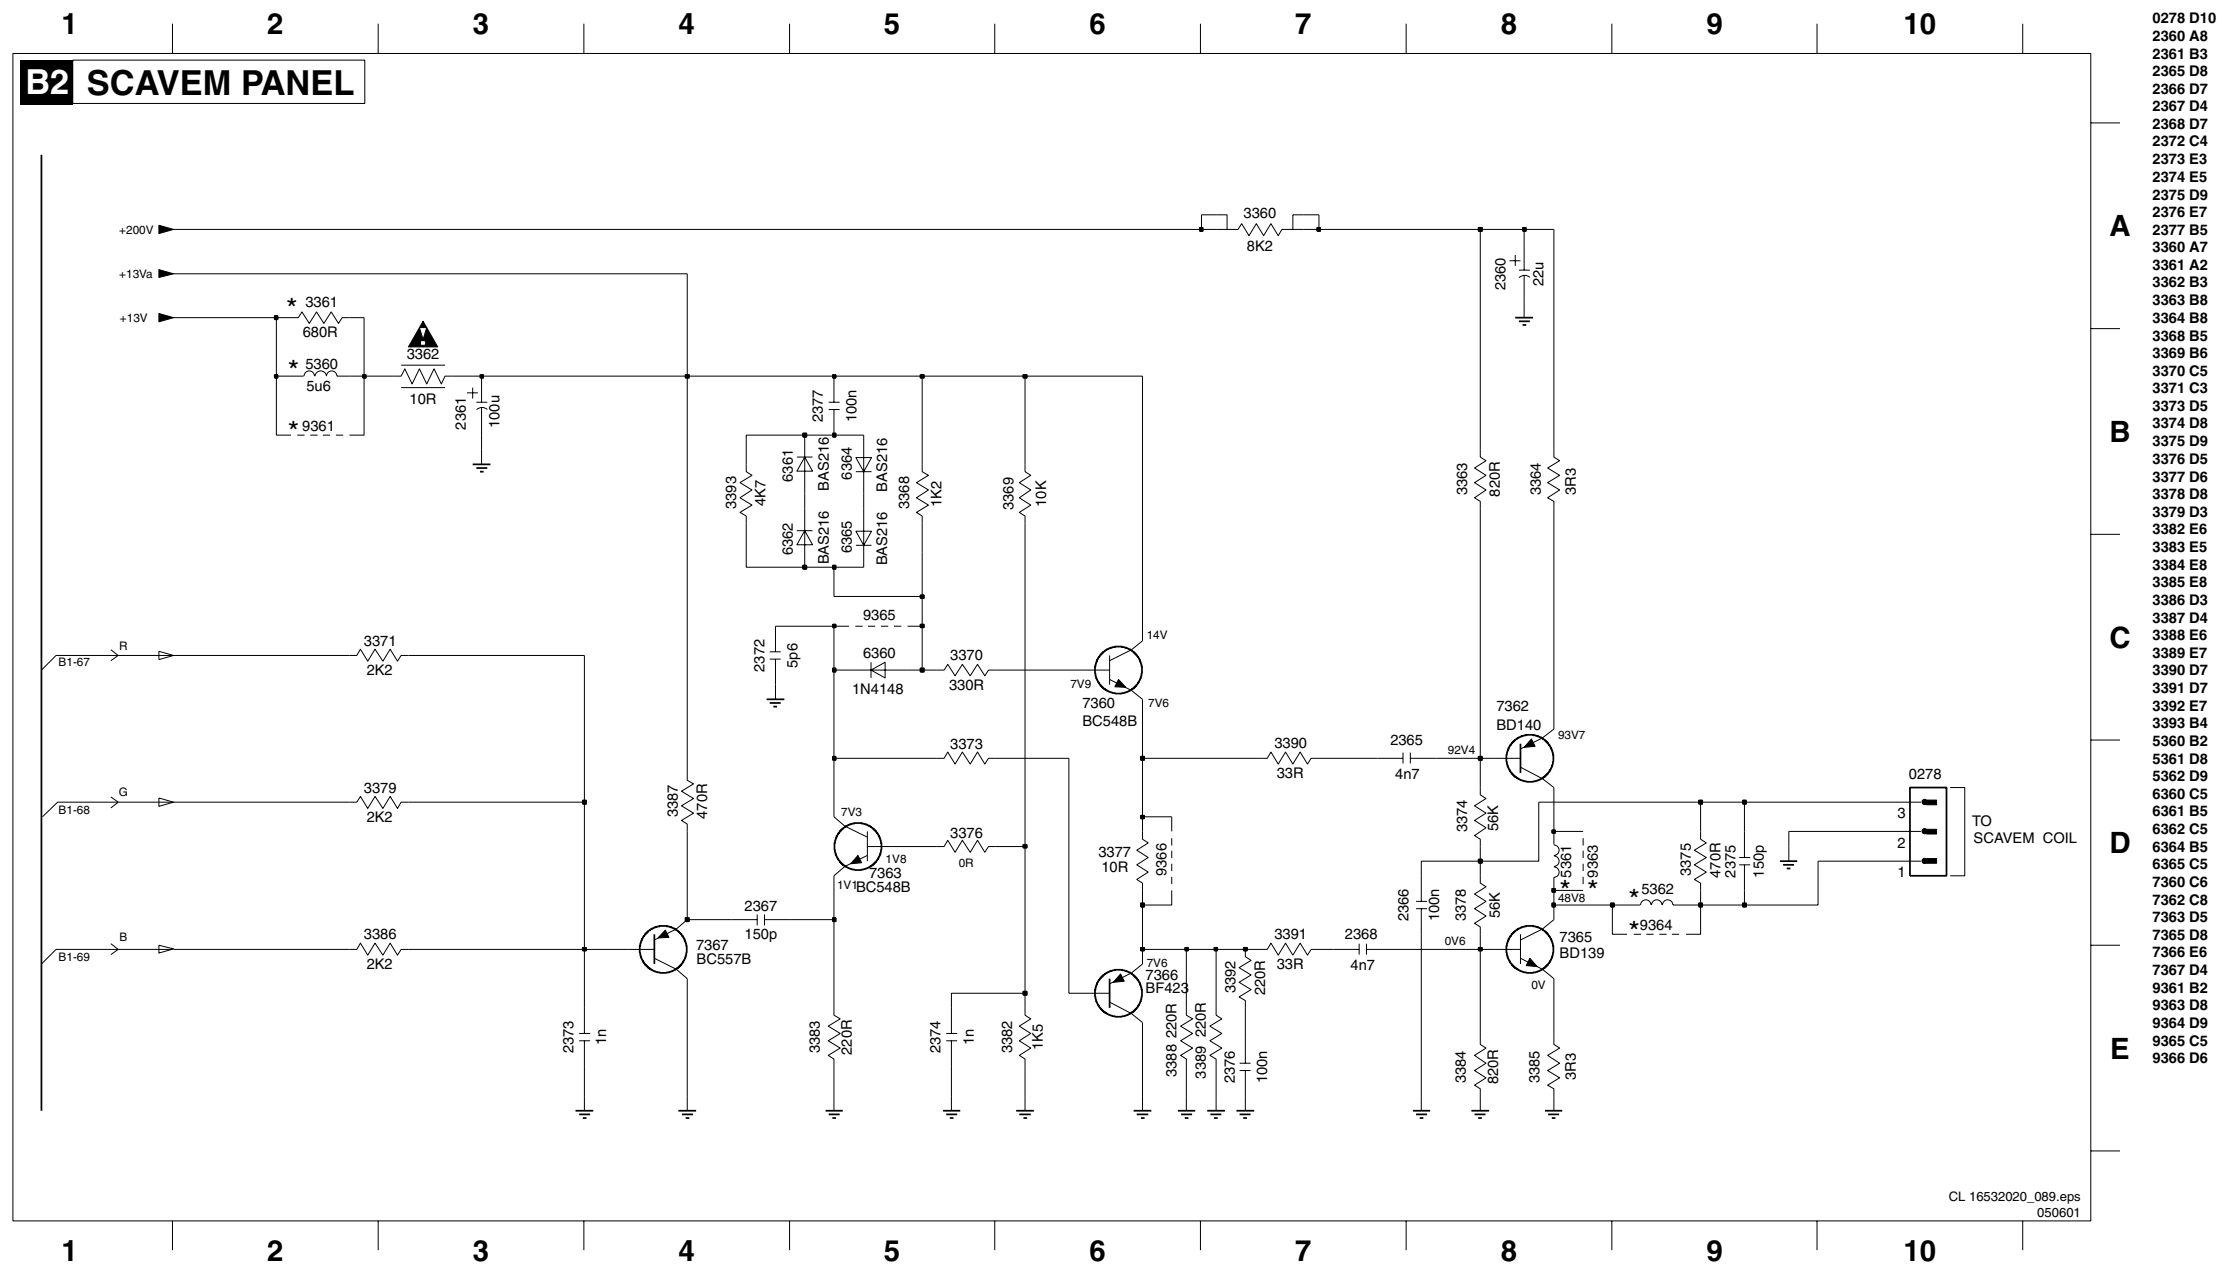 1 2 3 4 5 6 7 8 9 10
B2 SCAVEM PANEL
+200V
3360
8K2
+13Va
2360
+
22u
+13V
* 3361
680R
* 5360
5u6
* 9361
3362
10R
2361
+
100u
2377
100n
3393
4K7
6361
BAS216
6364
BAS216
6362
BAS216
6365
BAS216
3368
1K2
3369
10K
3363
820R
3364
3R3
A
B
C
D
E
B1-67
R
3371
2K2
2372
5p6
9365
6360
1N4148
3370
330R
14V
7V9
7360
BC548B
7V6
7362
BD140
93V7
3373
3390
33R
2365
4n7
92V4
B1-68
G
3379
2K2
3387
470R
7V3
1V8
7363
1V1
BC548B
3376
0R
3377
10R
9366
3374
56K
* 5361
* 9363
48V8
3375
470R
2375
150p
0278
3
2
1
TO
SCAVEM COIL
* 5362
* 9364
2366
100n
3378
56K
B1-69
B
3386
2K2
7367
BC557B
2367
150p
7V6
7366
BF423
3391
33R
2368
4n7
0V6
7365
BD139
0V
2373
1n
3383
220R
2374
1n
3382
1K5
3388 220R
3389 220R
3392
220R
2376
100n
3384
820R
3385
3R3
CL 16532020_089.eps
050601
1 2 3 4 5 6 7 8 9 10
0278 D10
2360 A8
2361 B3
2365 D8
2366 D7
2367 D4
2368 D7
2372 C4
2373 E3
2374 E5
2375 D9
2376 E7
2377 B5
3360 A7
3361 A2
3362 B3
3363 B8
3364 B8
3368 B5
3369 B6
3370 C5
3371 C3
3373 D5
3374 D8
3375 D9
3376 D5
3377 D6
3378 D8
3379 D3
3382 E6
3383 E5
3384 E8
3385 E8
3386 D3
3387 D4
3388 E6
3389 E7
3390 D7
3391 D7
3392 E7
3393 B4
5360 B2
5361 D8
5362 D9
6360 C5
6361 B5
6362 C5
6364 B5
6365 C5
7360 C6
7362 C8
7363 D5
7365 D8
7366 E6
7367 D4
9361 B2
9363 D8
9364 D9
9365 C5
9366 D6